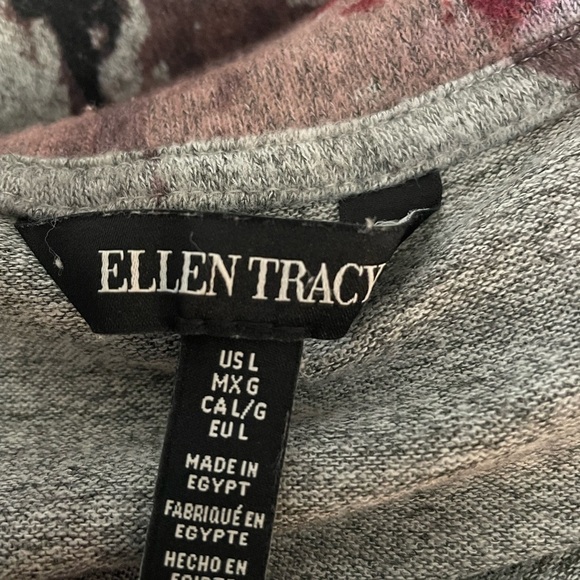 ELLEN TRACY
US L
MX G
CA L/G
EU L
MADE IN
EGYPT
FABRIQUÉ EN
EGYPTE
HECHO EN